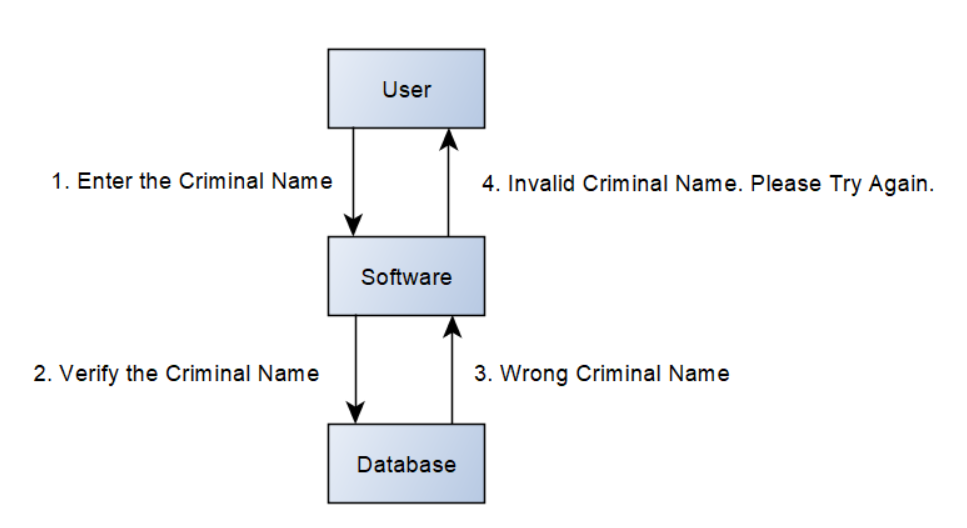 User
1. Enter the Criminal Name
4. Invalid Criminal Name. Please Try Again.
Software
2. Verify the Criminal Name
3. Wrong Criminal Name
Database